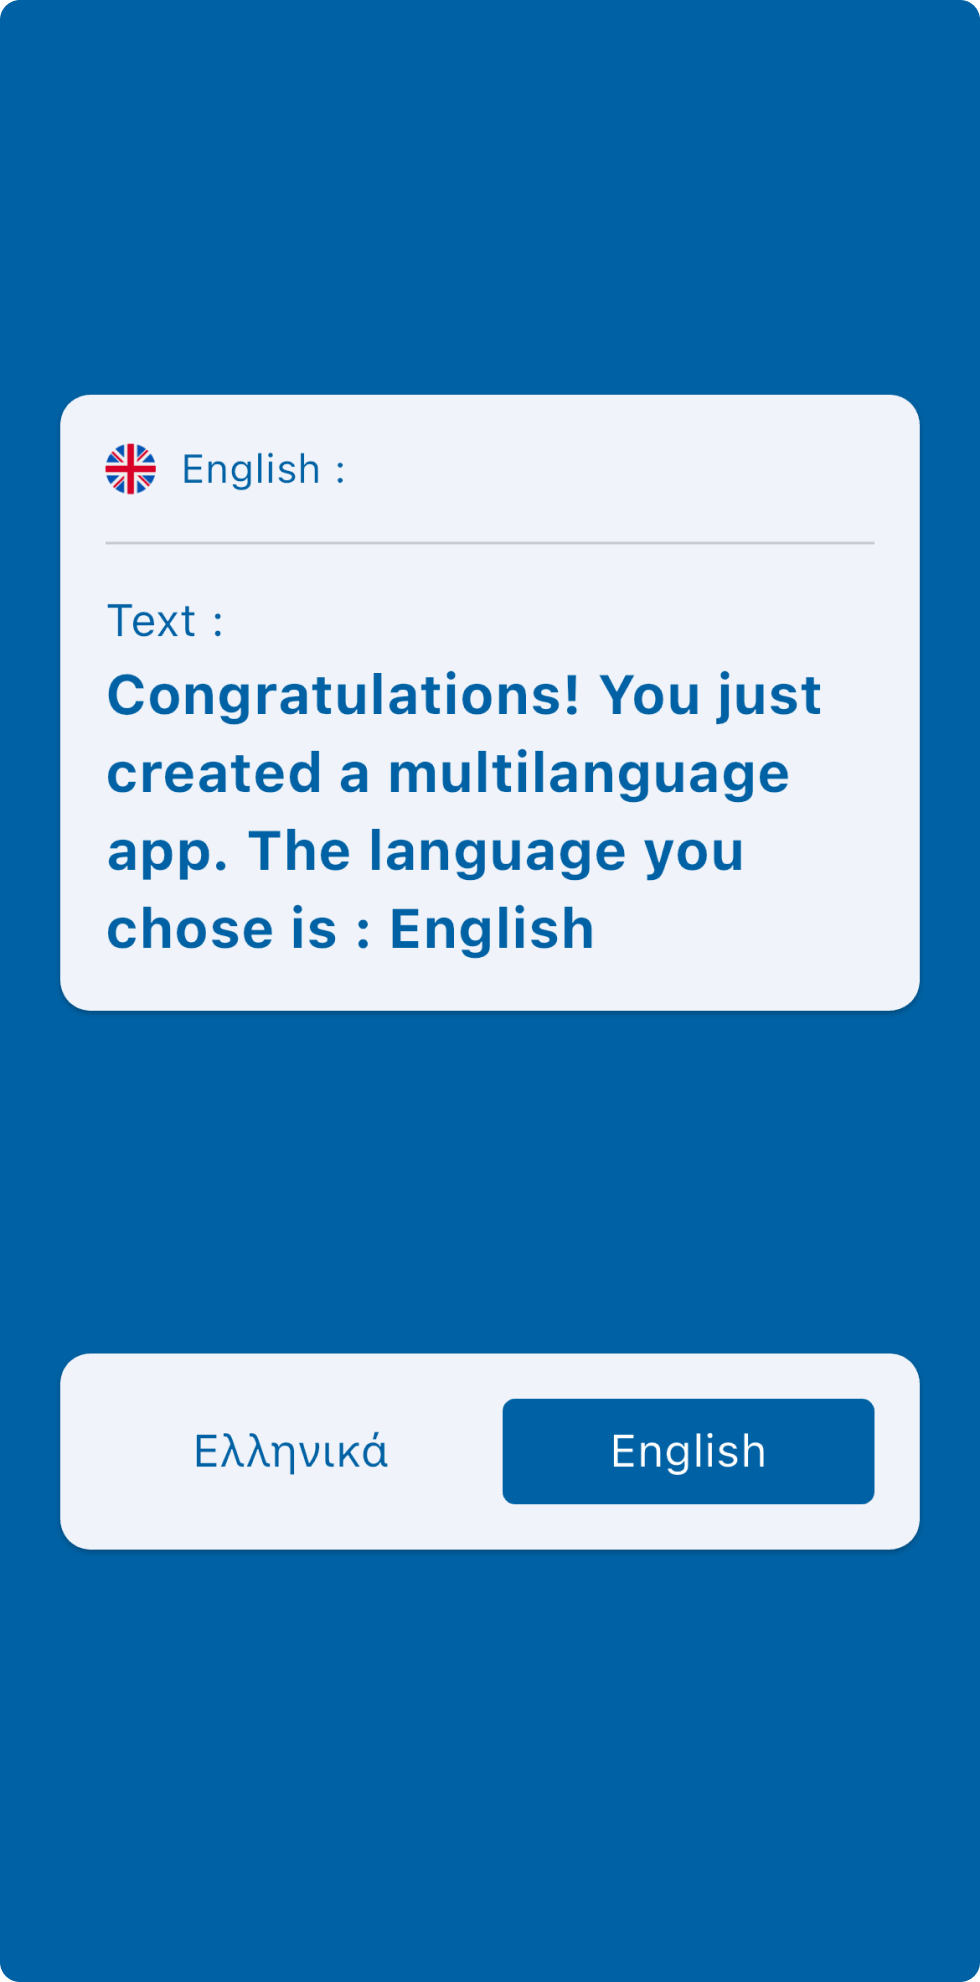 English :
Text :
Congratulations! You just
created a multilanguage
app. The language you
chose is : English
Ελληνικά
English